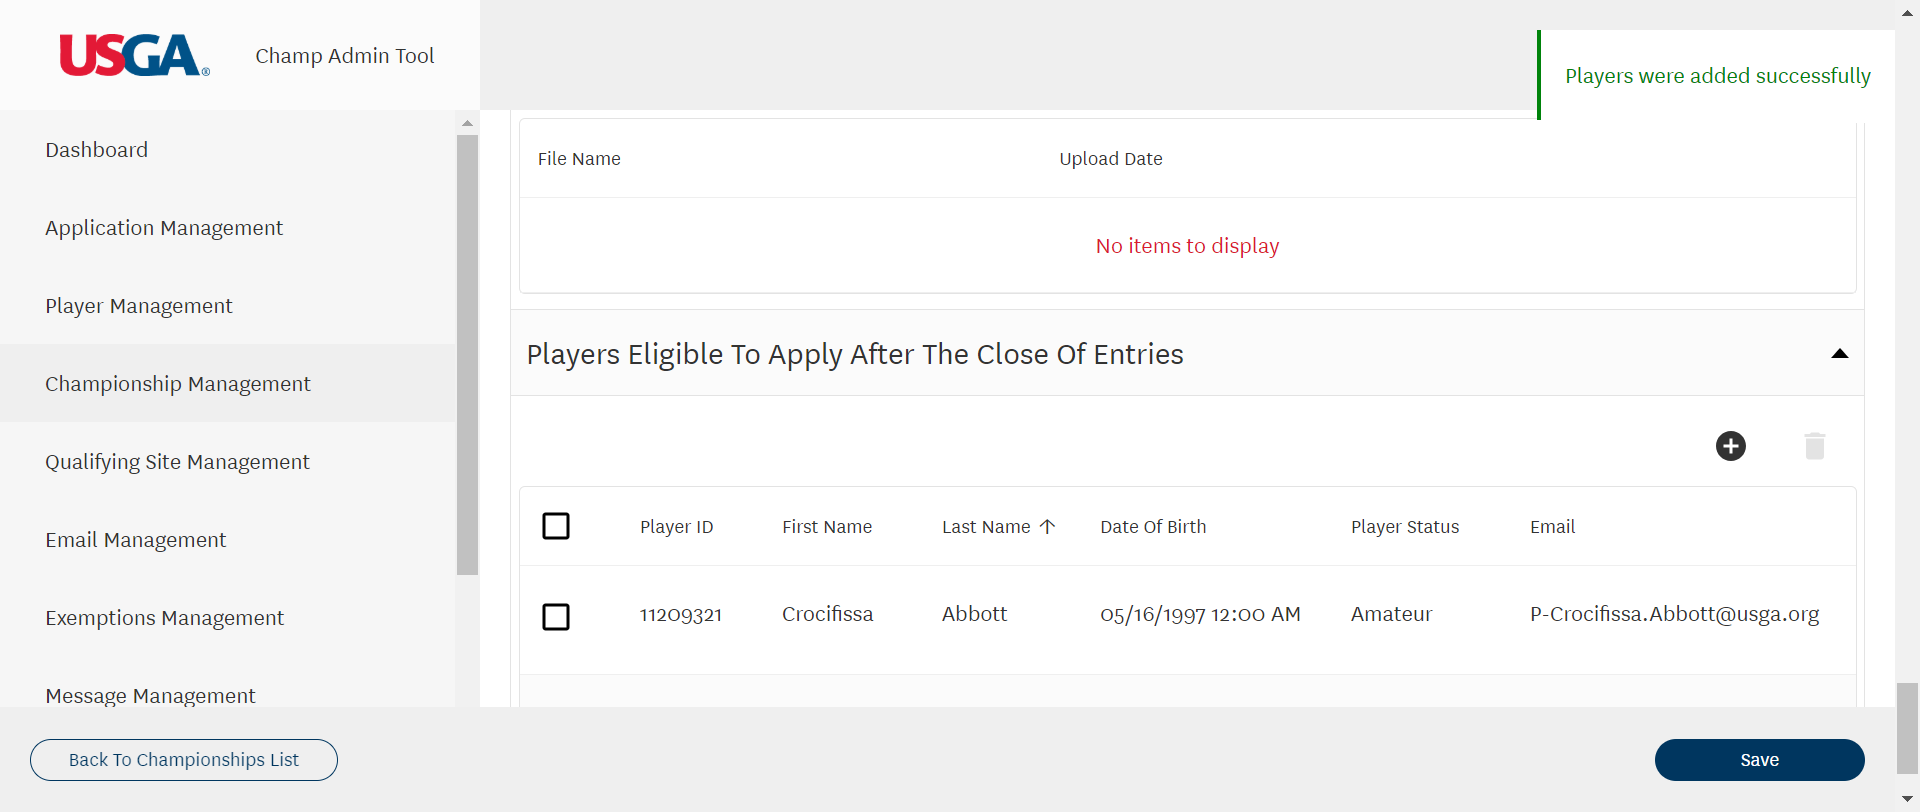 USGA®
Champ Admin Tool
Players were added successfully
Dashboard
Application Management
Player Management
Championship Management
Qualifying Site Management
Email Management
Exemptions Management
Message Management
File Name Upload Date
No items to display
Players Eligible To Apply After The Close Of Entries
Player ID First Name Last Name ↑ Date Of Birth Player Status Email
11209321 Crocifissa Abbott 05/16/1997 12:00 AM Amateur P-Crocifissa.Abbott@usga.org
Back To Championships List
Save